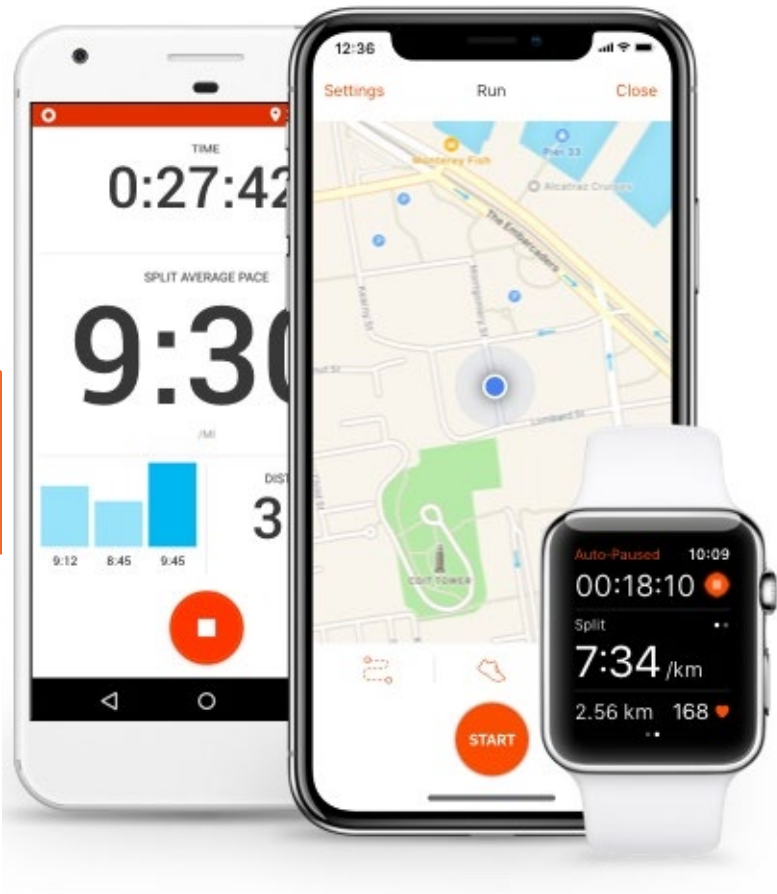 TIME
0:27:42
SPLIT AVERAGE PACE
9:30
/MI
9:12 8:45 9:45
DIST
3
12:36
Settings Run Close
Monterey Fish
Pier 33
Alcatraz Cruises
The Embarcadero
Kearny St
Montgomery St
Lombard St
COIT TOWER
START
Auto-Paused 10:09
00:18:10
Split
7:34 /km
2.56 km 168